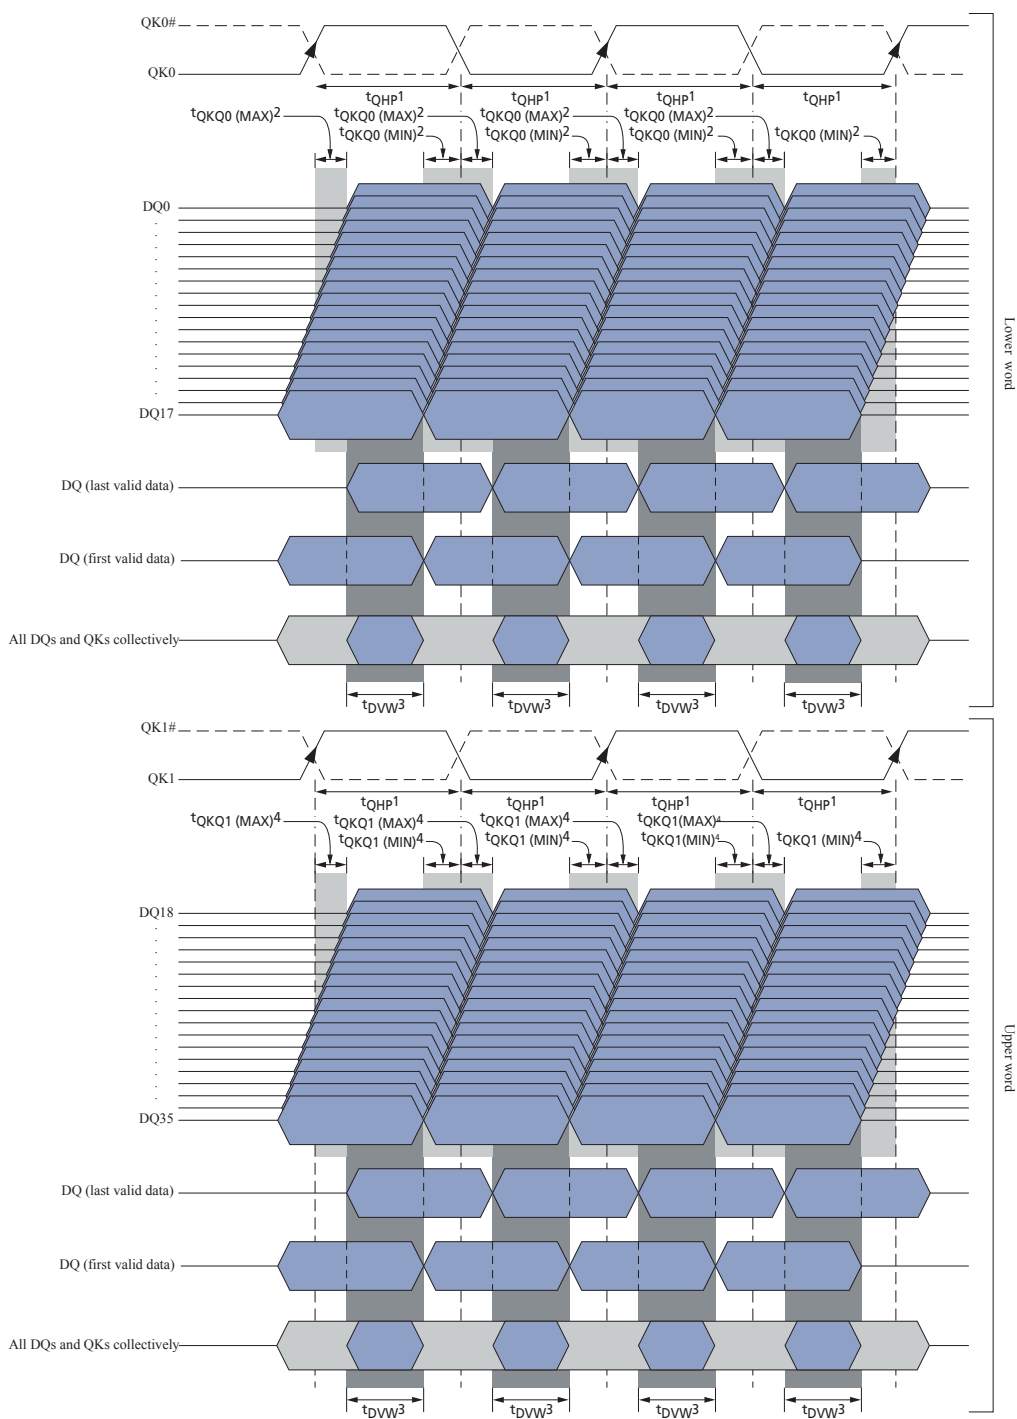 QK0#
QK0
tQHP1 tQHP1 tQHP1 tQHP1
tQKQ0 (MAX)2 tQKQ0 (MAX)2 tQKQ0 (MAX)2 tQKQ0 (MAX)2
tQKQ0 (MIN)2 tQKQ0 (MIN)2 tQKQ0 (MIN)2 tQKQ0 (MIN)2
DQ0
DQ17
DQ (last valid data)
DQ (first valid data)
All DQs and QKs collectively
tDVW3 tDVW3 tDVW3 tDVW3
Lower word
QK1#
QK1
tQHP1 tQHP1 tQHP1 tQHP1
tQKQ1 (MAX)4 tQKQ1 (MAX)4 tQKQ1 (MAX)4 tQKQ1(MAX)4
tQKQ1 (MIN)4 tQKQ1 (MIN)4 tQKQ1(MIN)4 tQKQ1 (MIN)4
DQ18
DQ35
DQ (last valid data)
DQ (first valid data)
All DQs and QKs collectively
tDVW3 tDVW3 tDVW3 tDVW3
Upper word